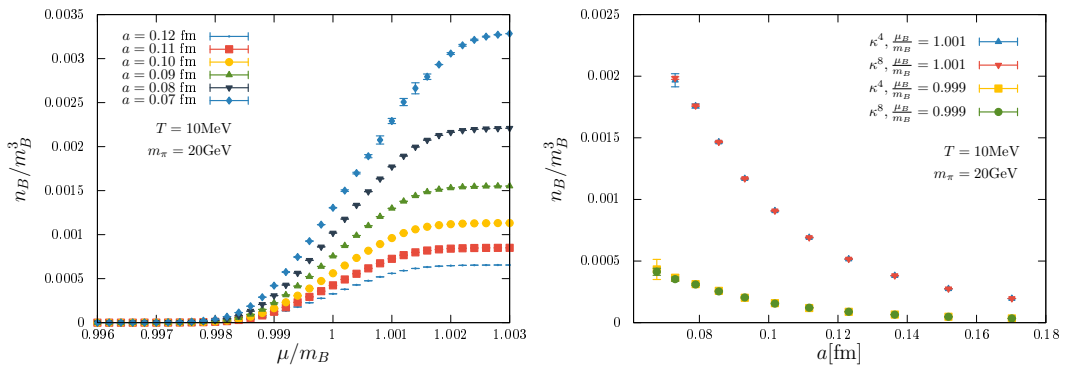 0.0035
0.003
0.0025
0.002
0.0015
0.001
0.0005
0
n_B/m_B^3
a = 0.12 fm
a = 0.11 fm
a = 0.10 fm
a = 0.09 fm
a = 0.08 fm
a = 0.07 fm
T = 10MeV
m_π = 20GeV
0.996 0.997 0.998 0.999 1 1.001 1.002 1.003
μ/m_B
0.0025
0.002
0.0015
0.001
0.0005
0
n_B/m_B^3
κ^4, μ_B/m_B = 1.001
κ^8, μ_B/m_B = 1.001
κ^4, μ_B/m_B = 0.999
κ^8, μ_B/m_B = 0.999
T = 10MeV
m_π = 20GeV
0.08 0.1 0.12 0.14 0.16 0.18
a[fm]